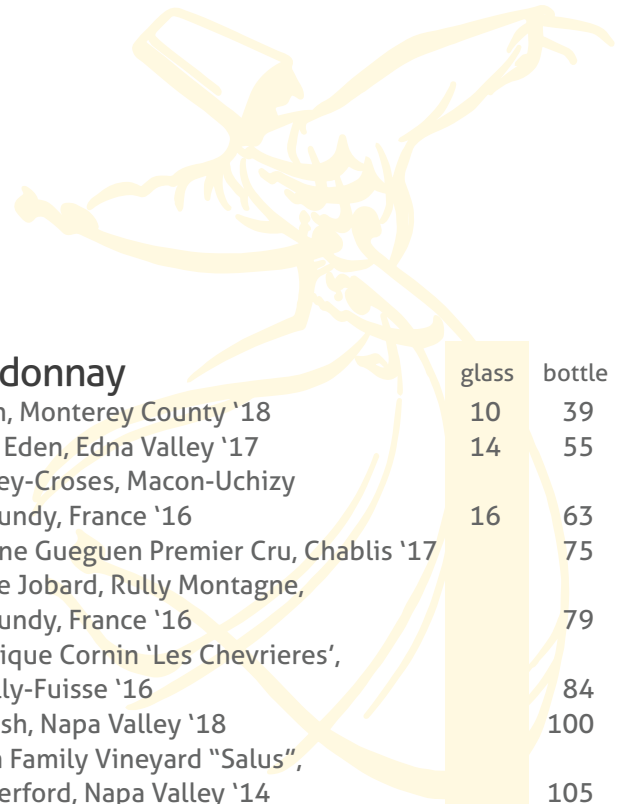 donnay glass bottle
n, Monterey County ‘18 10 39
Eden, Edna Valley ‘17 14 55
ey-Croses, Macon-Uchizy
undy, France ‘16 16 63
ne Gueguen Premier Cru, Chablis ‘17 75
e Jobard, Rully Montagne,
undy, France ‘16 79
ique Cornin ‘Les Chevrieres’,
lly-Fuisse ‘16 84
sh, Napa Valley ‘18 100
n Family Vineyard “Salus”,
erford, Napa Valley ‘14 105